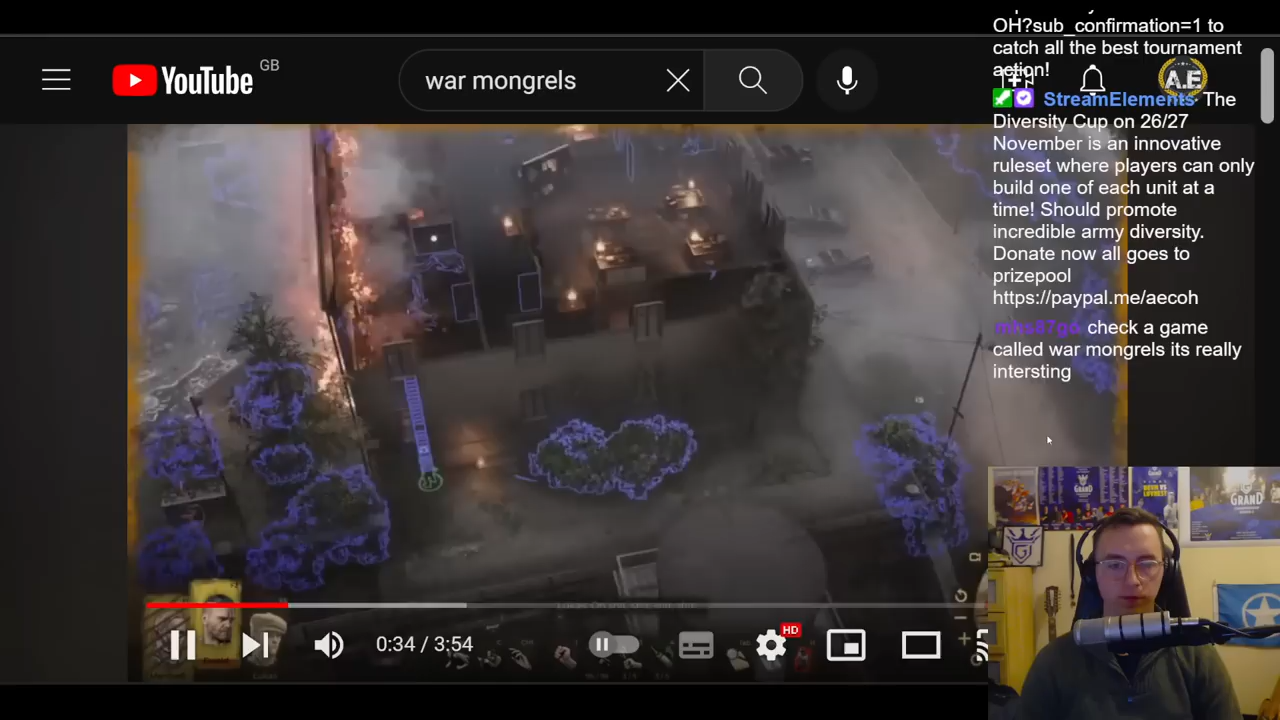 OH?sub_confirmation=1 to
catch all the best tournament
action!
YouTube GB
war mongrels
A.E
StreamElements The
Diversity Cup on 26/27
November is an innovative
ruleset where players can only
build one of each unit at a
time! Should promote
incredible army diversity.
Donate now all goes to
prizepool
https://paypal.me/aecoh
mhs87go check a game
called war mongrels its really
intersting
GRAND
GRAND
G
HD
0:34 / 3:54